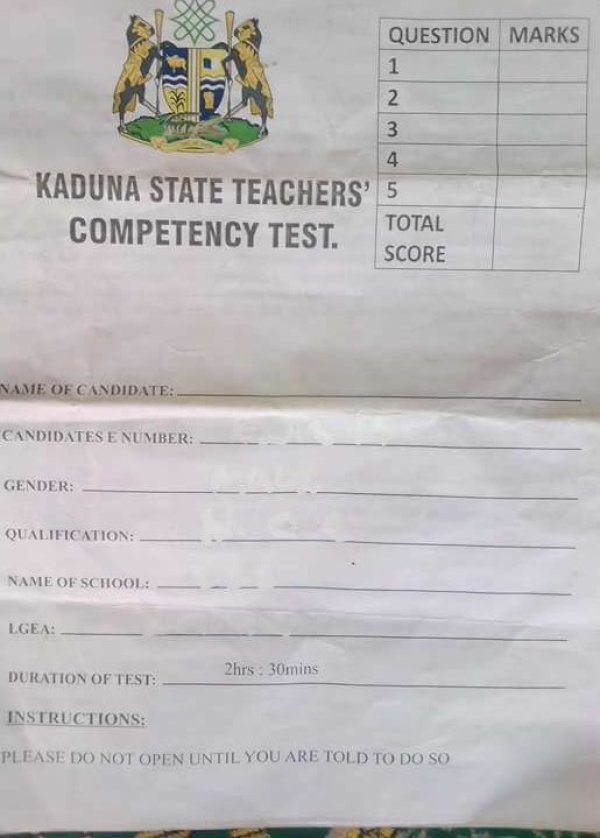 QUESTION MARKS
1
2
3
4
5
TOTAL
SCORE
KADUNA STATE TEACHERS'
COMPETENCY TEST.
NAME OF CANDIDATE:
CANDIDATES E NUMBER:
GENDER:
QUALIFICATION:
NAME OF SCHOOL:
LGEA:
DURATION OF TEST: 2hrs : 30mins
INSTRUCTIONS:
PLEASE DO NOT OPEN UNTIL YOU ARE TOLD TO DO SO